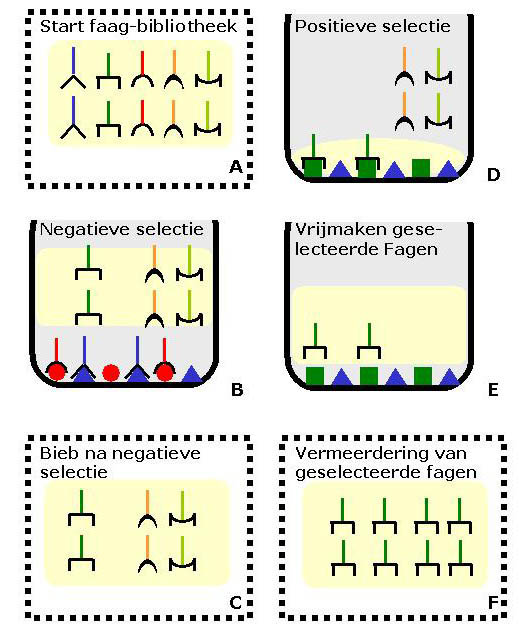 Start faag-bibliotheek
A
Negatieve selectie
B
Bieb na negatieve
selectie
C
Positieve selectie
D
Vrijmaken gese-
lecteerde Fagen
E
Vermeerdering van
geselecteerde fagen
F